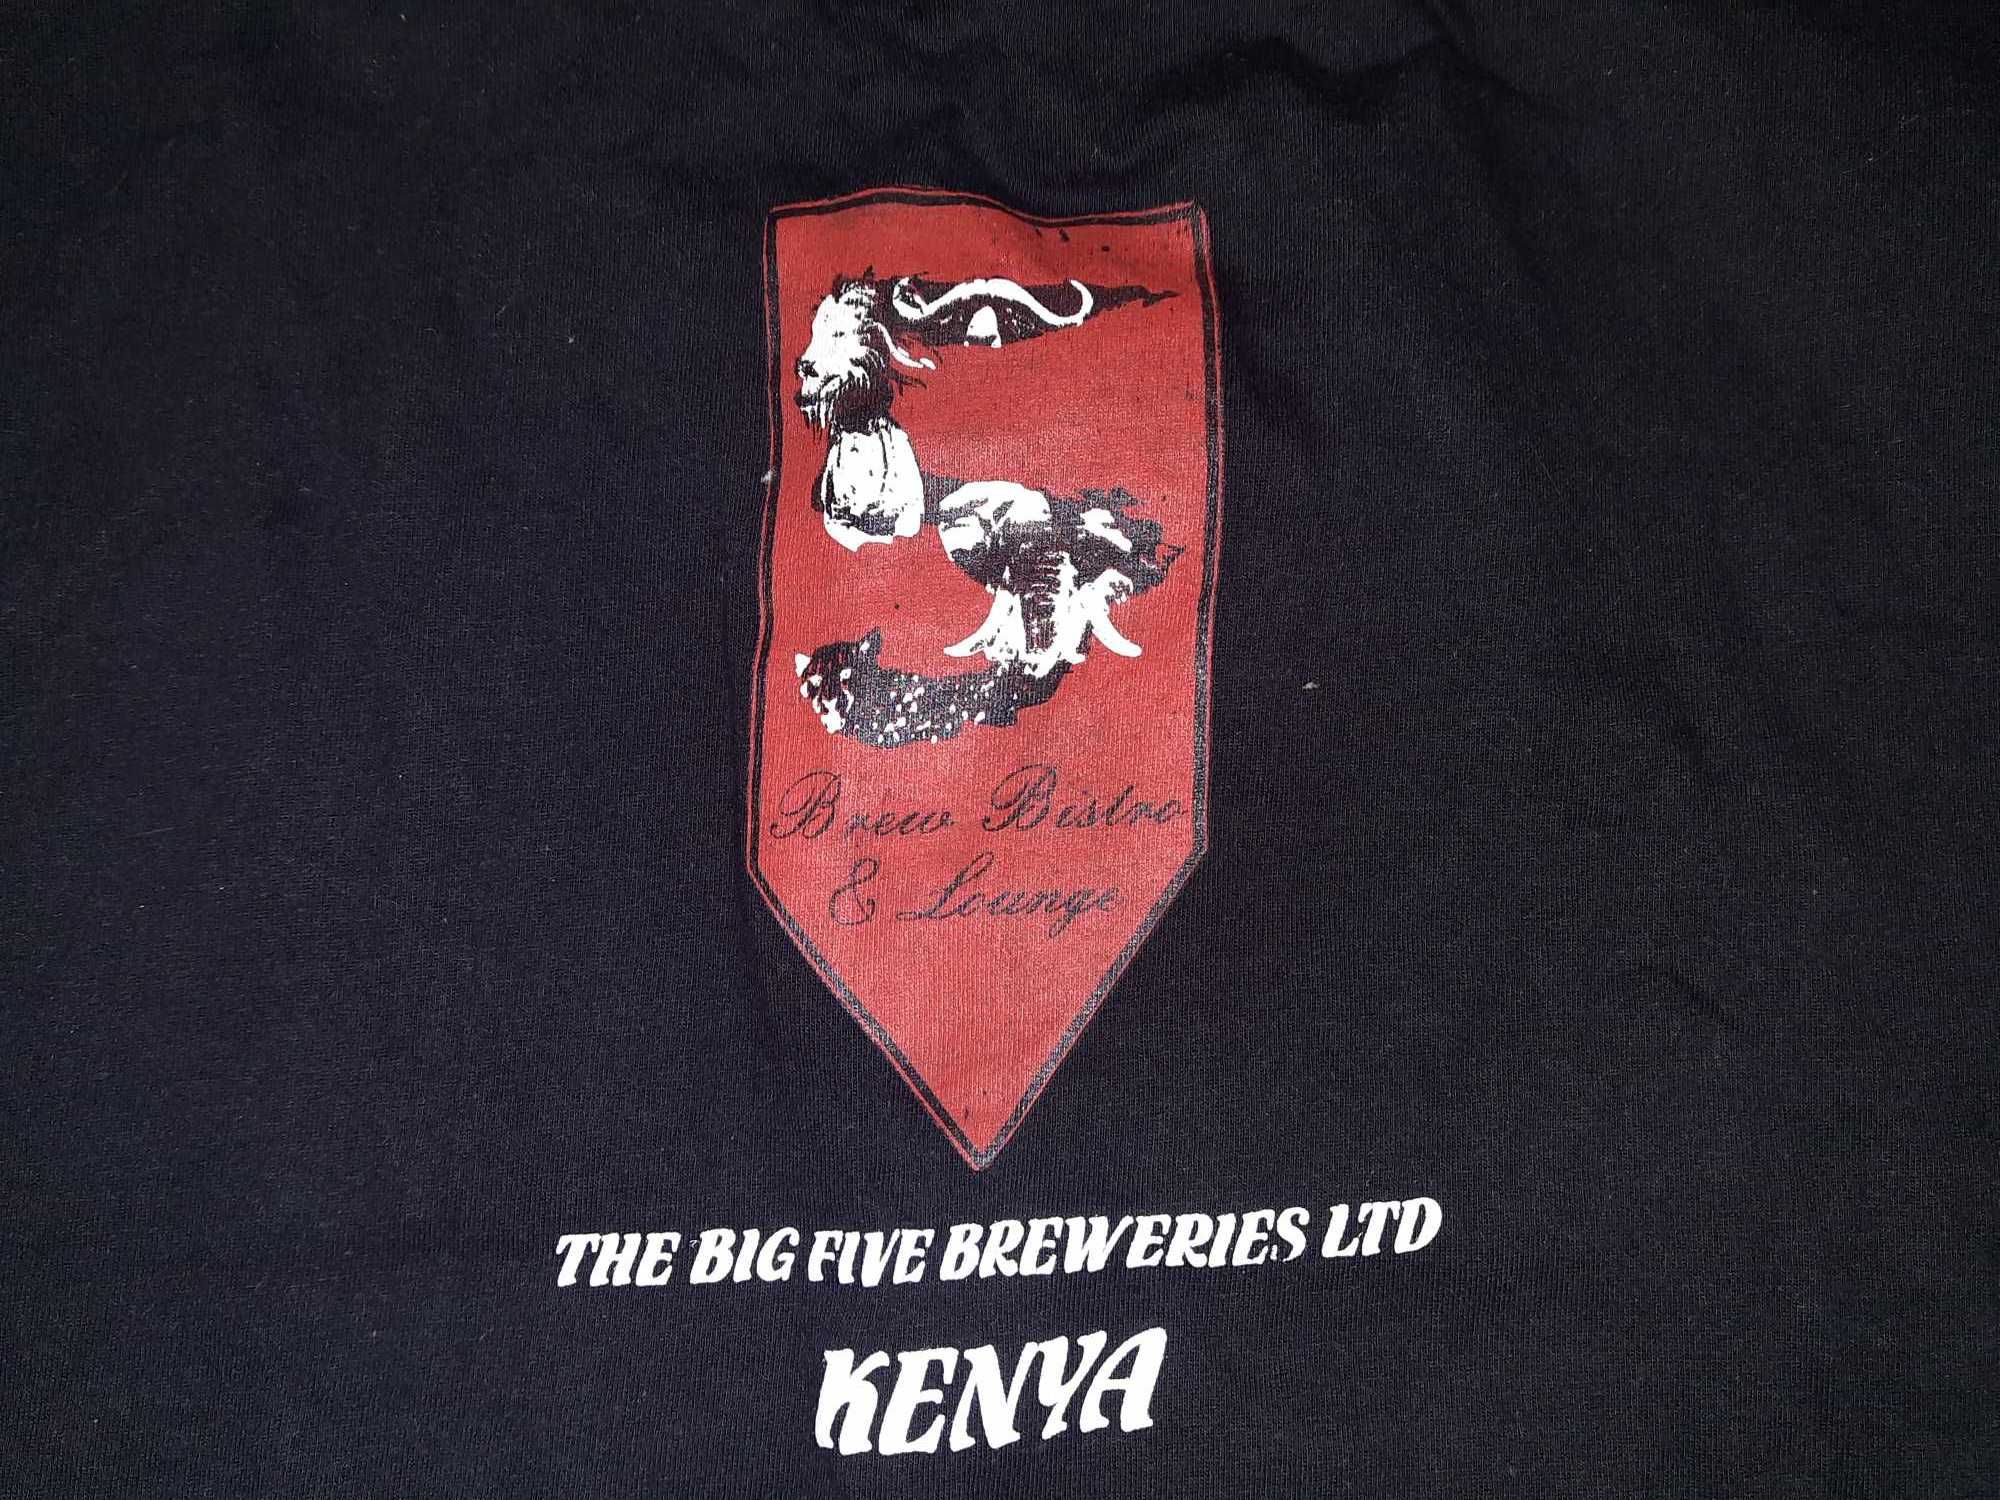 Brew Bistro
& Lounge
THE BIG FIVE BREWERIES LTD
KENYA